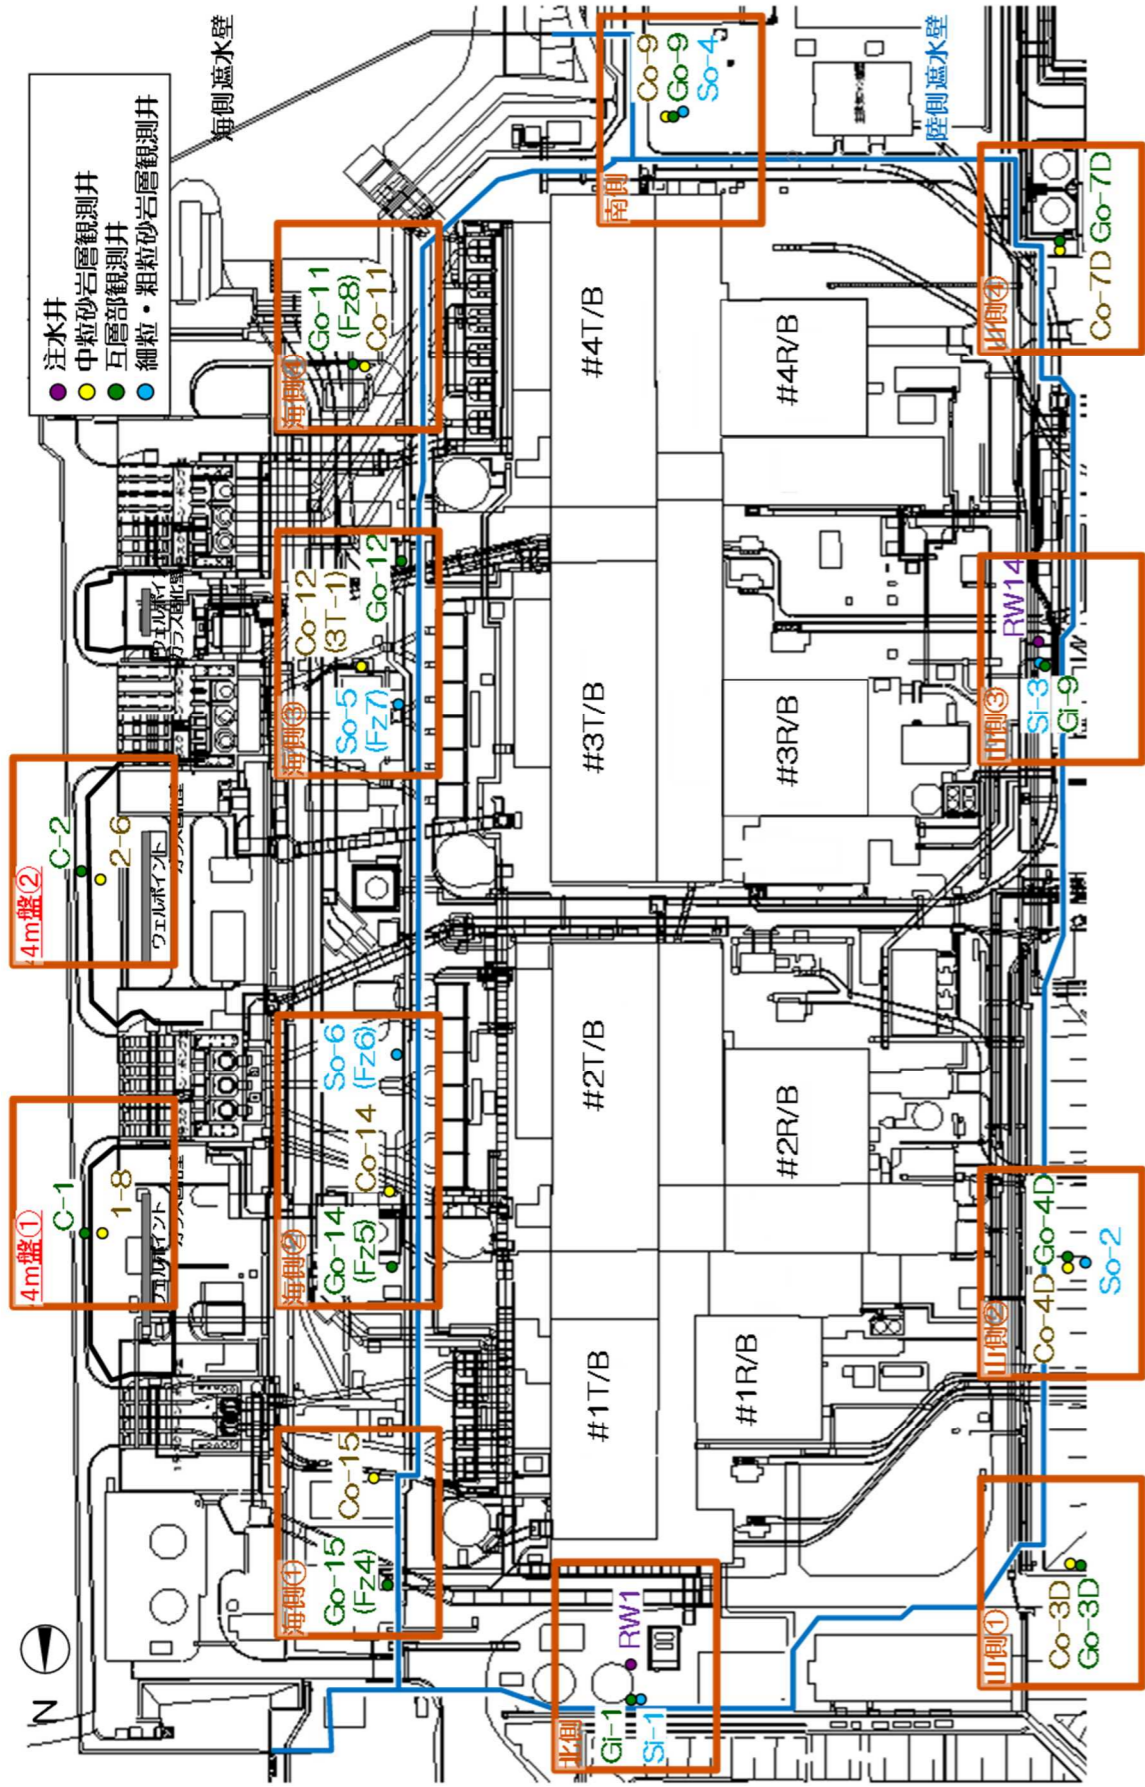 N
注水井
中粒砂岩層観測井
互層部観測井
細粒・粗粒砂岩層観測井
海側遮水壁
4m盤①
C-1
1-8
ウェルポイント
4m盤②
C-2
2-6
ウェルポイント
ウェルポイント
海側①
Go-15
(Fz4)
Co-15
海側②
Go-14
(Fz5)
Co-14
So-6
(Fz6)
海側③
So-5
(Fz7)
Co-12
(3T-1)
Go-12
海側④
Go-11
(Fz8)
Co-11
北側
Gi-1
Si-1
RW1
#1T/B
#2T/B
#3T/B
#4T/B
#1R/B
#2R/B
#3R/B
#4R/B
南側
Co-9
Go-9
So-4
陸側遮水壁
山側①
Co-3D
Go-3D
山側②
Co-4D Go-4D
So-2
山側③
Si-3
Gi-9
RW14
山側④
Co-7D Go-7D